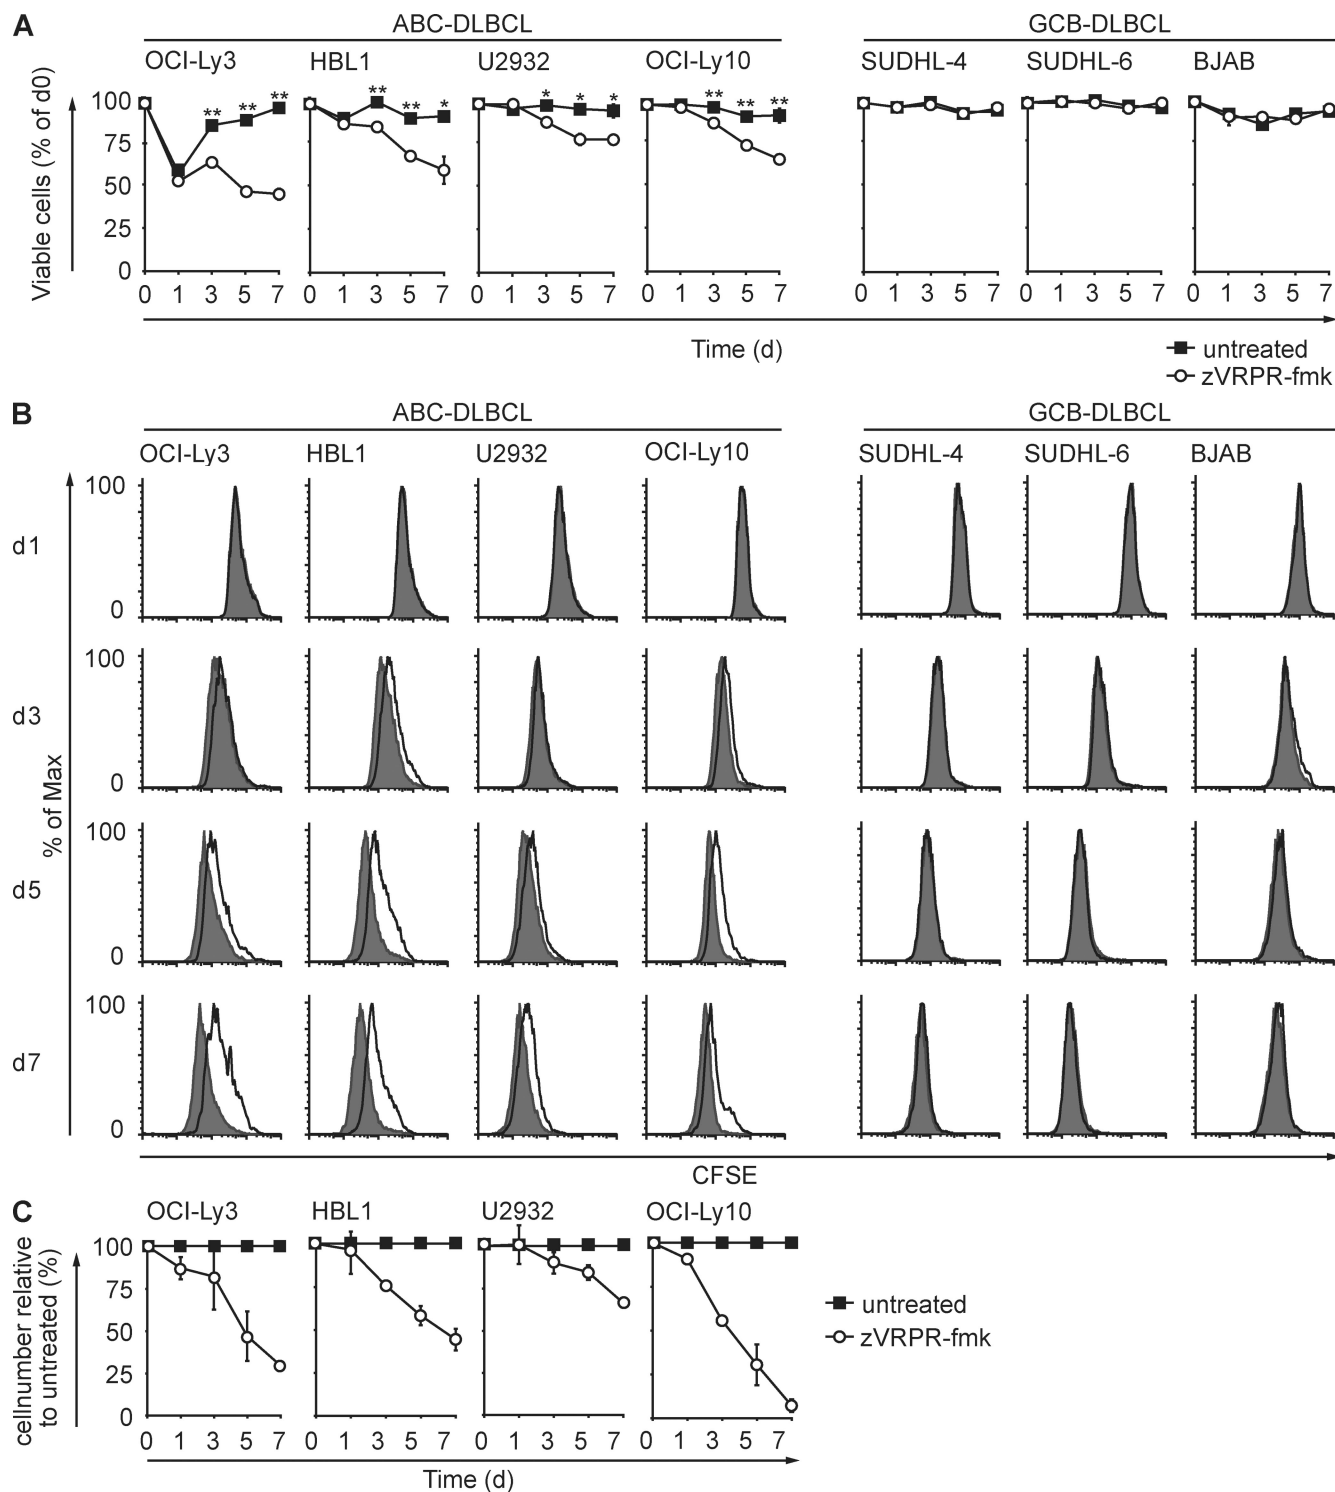 A
ABC-DLBCL GCB-DLBCL
OCI-Ly3 HBL1 U2932 OCI-Ly10 SUDHL-4 SUDHL-6 BJAB
Viable cells (% of d0)
100 ** ** ** ** ** * * * * ** ** **
75
50
25
0
0 1 3 5 7 0 1 3 5 7 0 1 3 5 7 0 1 3 5 7 0 1 3 5 7 0 1 3 5 7 0 1 3 5 7
Time (d)
untreated
zVRPR-fmk
B
ABC-DLBCL GCB-DLBCL
OCI-Ly3 HBL1 U2932 OCI-Ly10 SUDHL-4 SUDHL-6 BJAB
% of Max
d1 100 0
d3 100 0
d5 100 0
d7 100 0
CFSE
C
OCI-Ly3 HBL1 U2932 OCI-Ly10
cellnumber relative
to untreated (%)
100
75
50
25
0
0 1 3 5 7 0 1 3 5 7 0 1 3 5 7 0 1 3 5 7
Time (d)
untreated
zVRPR-fmk